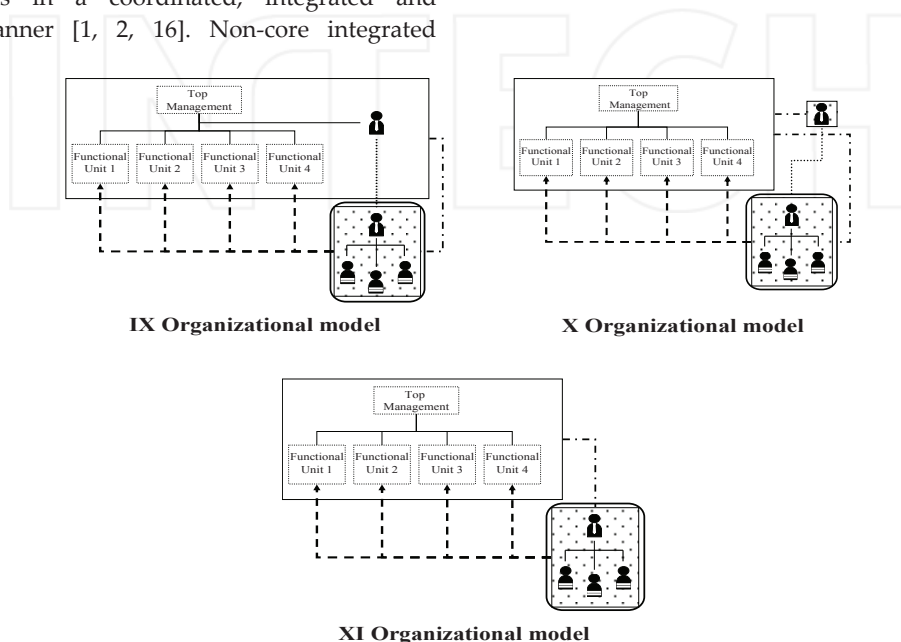 s in a coordinated, integrated and
anner [1, 2, 16]. Non-core integrated
INTECH
Top
Management
Functional
Unit 1
Functional
Unit 2
Functional
Unit 3
Functional
Unit 4
IX Organizational model
Top
Management
Functional
Unit 1
Functional
Unit 2
Functional
Unit 3
Functional
Unit 4
X Organizational model
Top
Management
Functional
Unit 1
Functional
Unit 2
Functional
Unit 3
Functional
Unit 4
XI Organizational model